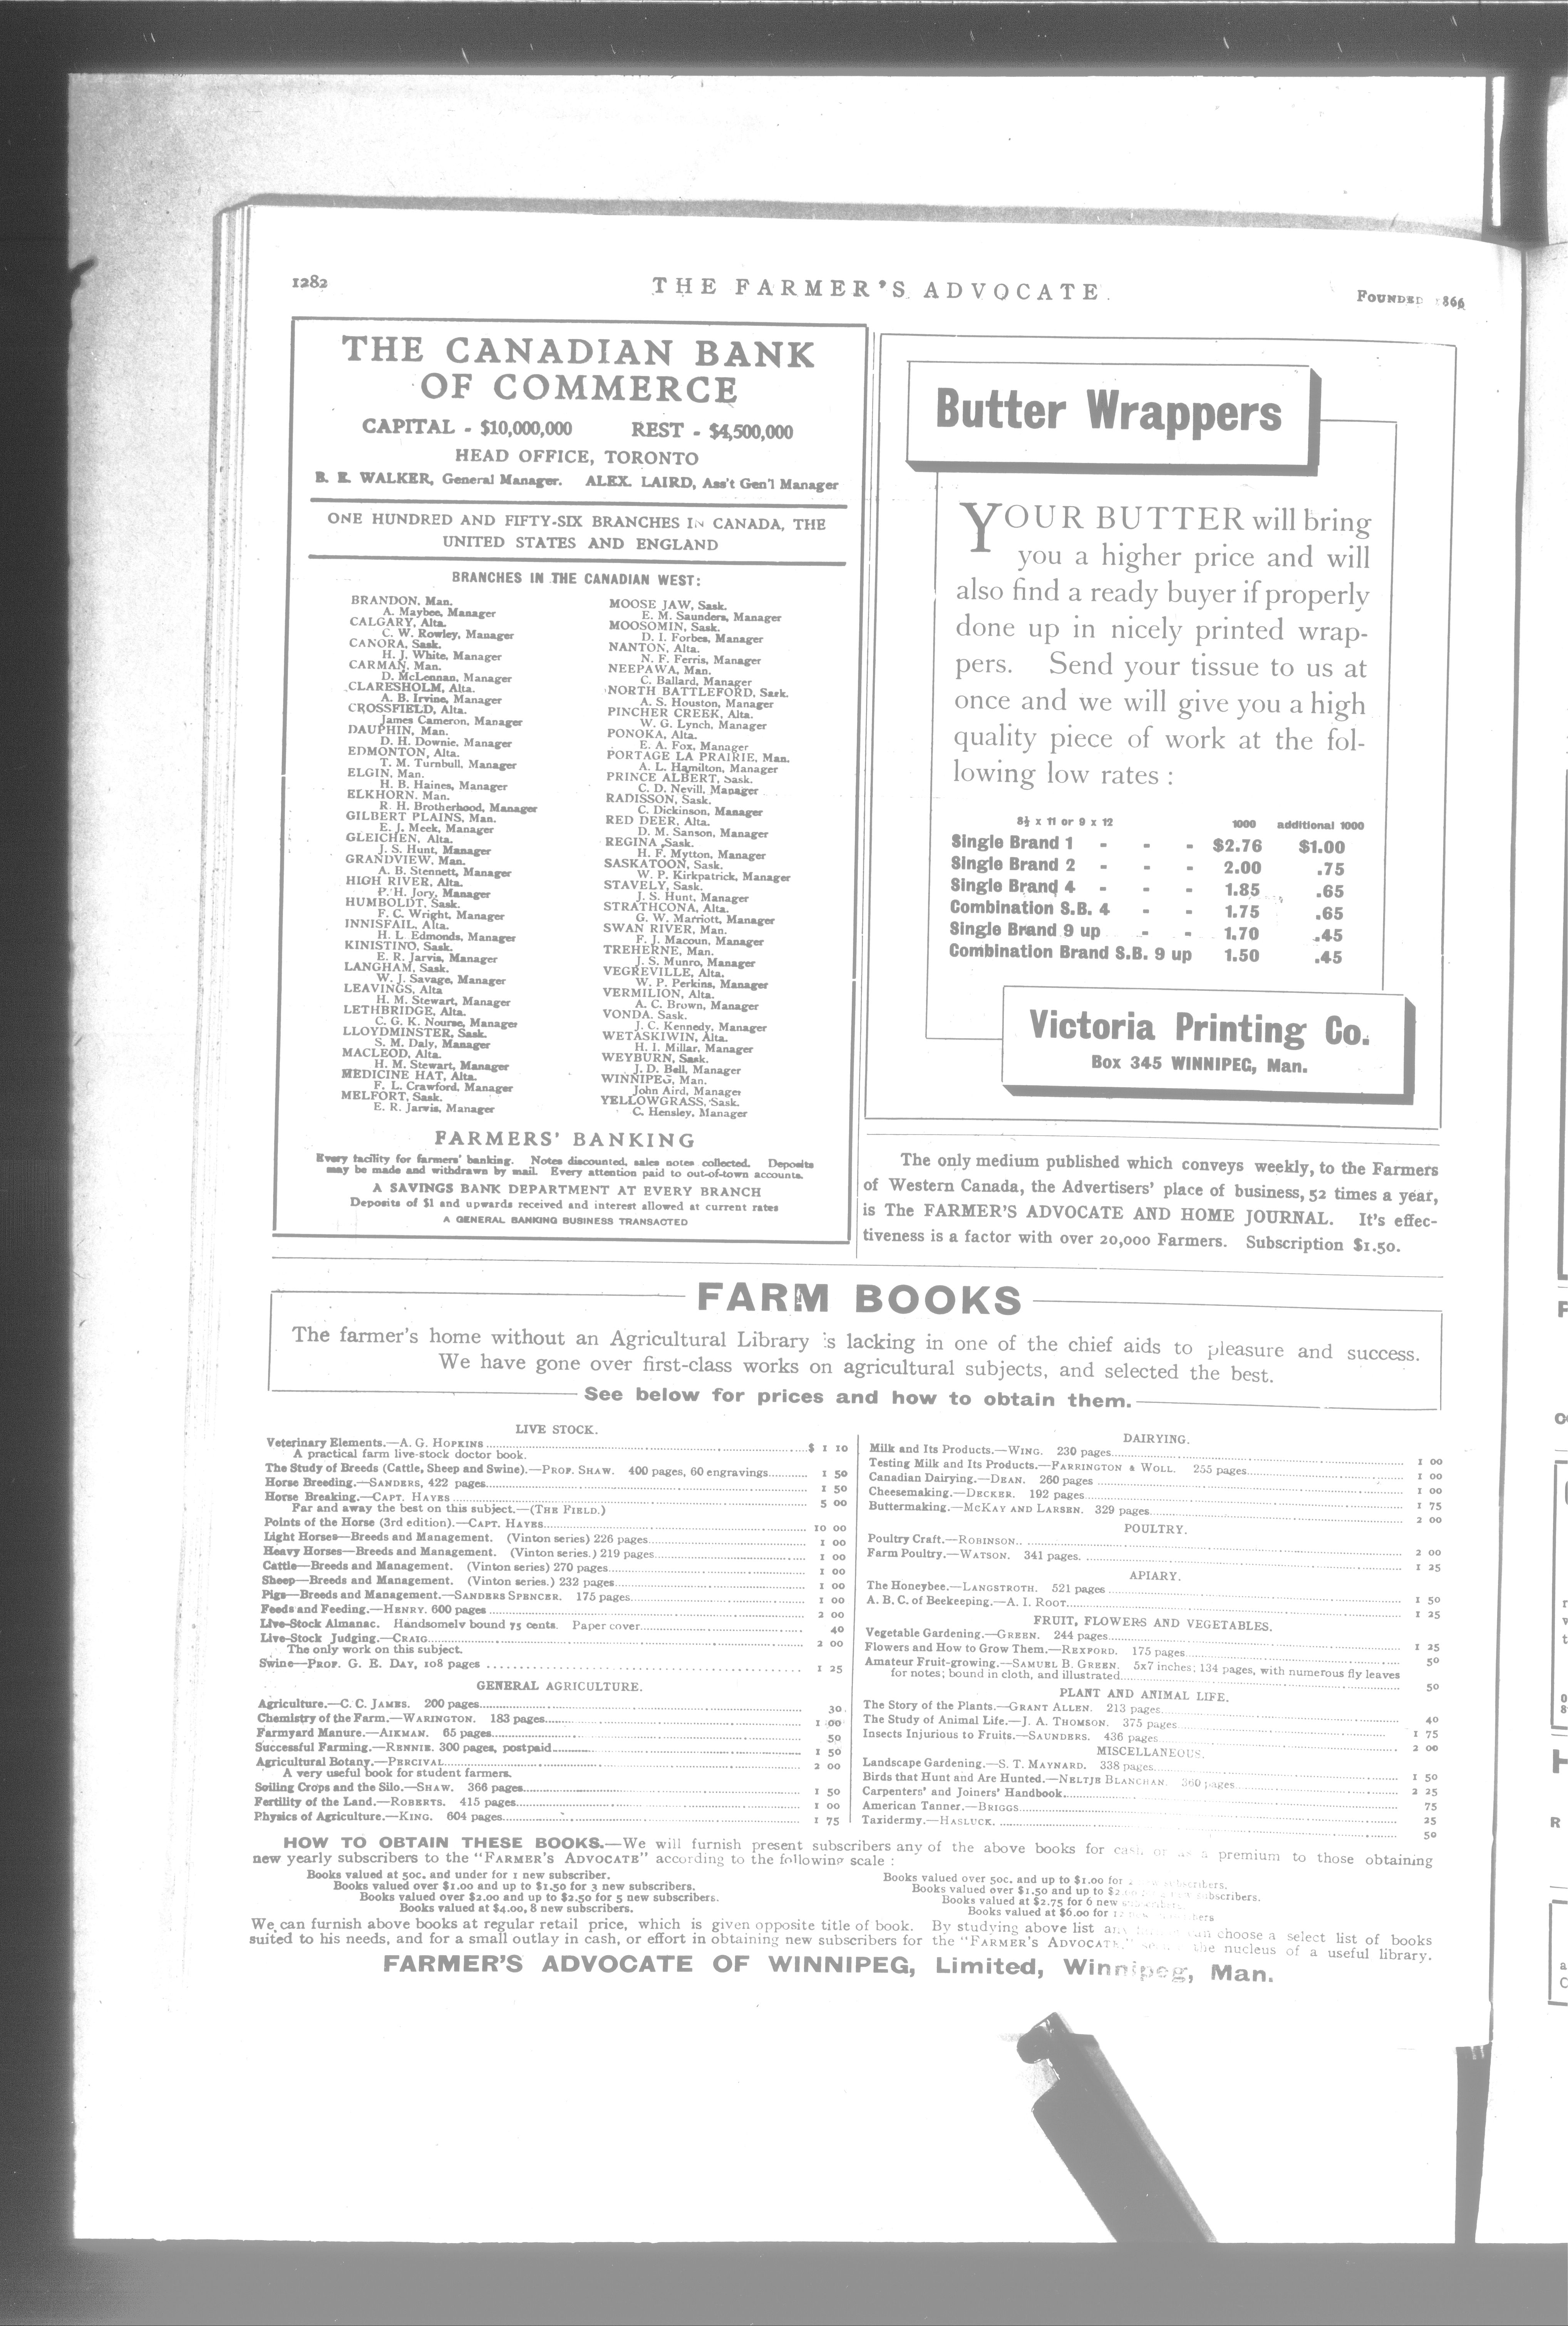 1282
THE FARMER'S ADVOCATE.
FOUNDED 1866
THE CANADIAN BANK
OF COMMERCE
CAPITAL - $10,000,000 REST - $4,500,000
HEAD OFFICE, TORONTO
B. E. WALKER, General Manager. ALEX. LAIRD, Ass't Gen'l Manager
ONE HUNDRED AND FIFTY-SIX BRANCHES IN CANADA, THE
UNITED STATES AND ENGLAND
BRANCHES IN THE CANADIAN WEST:
BRANDON, Man.
A. Maybee, Manager
CALGARY, Alta.
C. W. Rowley, Manager
CANORA, Sask.
H. J. White, Manager
CARMAN, Man.
D. McLennan, Manager
CLARESHOLM, Alta.
A. B. Irvine, Manager
CROSSFIELD, Alta.
James Cameron, Manager
DAUPHIN, Man.
D. H. Downie, Manager
EDMONTON, Alta.
T. M. Turnbull, Manager
ELGIN, Man.
H. B. Haines, Manager
ELKHORN, Man.
R. H. Brotherhood, Manager
GILBERT PLAINS, Man.
E. J. Meek, Manager
GLEICHEN, Alta.
J. S. Hunt, Manager
GRANDVIEW, Man.
A. B. Stennett, Manager
HIGH RIVER, Alta.
P. H. Jory, Manager
HUMBOLDT, Sask.
F. C. Wright, Manager
INNISFAIL, Alta.
H. L Edmonds, Manager
KINISTINO, Sask.
E. R. Jarvis, Manager
LANGHAM, Sask.
W. J. Savage, Manager
LEAVINGS, Alta
H. M. Stewart, Manager
LETHBRIDGE, Alta.
C. G. K. Nourse, Manager
LLOYDMINSTER, Sask.
S. M. Daly, Manager
MACLEOD, Alta.
H. M. Stewart, Manager
MEDICINE HAT, Alta.
F. L. Crawford, Manager
MELFORT, Sask.
E. R. Jarvis, Manager
MOOSE JAW, Sask.
E. M. Saunders, Manager
MOOSOMIN, Sask.
D. I. Forbes, Manager
NANTON, Alta.
N. F. Ferris, Manager
NEEPAWA, Man.
C. Ballard, Manager
NORTH BATTLEFORD, Sask.
A. S. Houston, Manager
PINCHER CREEK, Alta.
W. G. Lynch, Manager
PONOKA, Alta.
E. A. Fox, Manager
PORTAGE LA PRAIRIE, Man.
A. L. Hamilton, Manager
PRINCE ALBERT, Sask.
C. D. Nevill, Manager
RADISSON, Sask.
C. Dickinson, Manager
RED DEER, Alta.
D. M. Sanson, Manager
REGINA, Sask.
H. F. Mytton, Manager
SASKATOON, Sask.
W. P. Kirkpatrick, Manager
STAVELY, Sask.
J. S. Hunt, Manager
STRATHCONA, Alta.
G. W. Marriott, Manager
SWAN RIVER, Man.
F. J. Macoun, Manager
TREHERNE, Man.
J. S. Munro, Manager
VEGREVILLE, Alta.
W. P. Perkins, Manager
VERMILION, Alta.
A. C. Brown, Manager
VONDA, Sask.
J. C. Kennedy, Manager
WETASKIWIN, Alta.
H. I. Millar, Manager
WEYBURN, Sask.
J. D. Bell, Manager
WINNIPEG, Man.
John Aird, Manager
YELLOWGRASS, Sask.
C. Hensley, Manager
FARMERS' BANKING
Every facility for farmers' banking. Notes discounted, sales notes collected. Deposits
may be made and withdrawn by mail. Every attention paid to out-of-town accounts.
A SAVINGS BANK DEPARTMENT AT EVERY BRANCH
Deposits of $1 and upwards received and interest allowed at current rates
A GENERAL BANKING BUSINESS TRANSACTED
Butter Wrappers
YOUR BUTTER will bring
you a higher price and will
also find a ready buyer if properly
done up in nicely printed wrap-
pers. Send your tissue to us at
once and we will give you a high
quality piece of work at the fol-
lowing low rates :
8½ x 11 or 9 x 12 1000 additional 1000
Single Brand 1 - - - $2.76 $1.00
Single Brand 2 - - - 2.00 .75
Single Brand 4 - - - 1.85 .65
Combination S.B. 4 - - 1.75 .65
Single Brand 9 up - - 1.70 .45
Combination Brand S.B. 9 up 1.50 .45
Victoria Printing Co.
Box 345 WINNIPEG, Man.
The only medium published which conveys weekly, to the Farmers
of Western Canada, the Advertisers' place of business, 52 times a year,
is The FARMER'S ADVOCATE AND HOME JOURNAL. It's effec-
tiveness is a factor with over 20,000 Farmers. Subscription $1.50.
FARM BOOKS
The farmer's home without an Agricultural Library is lacking in one of the chief aids to pleasure and success.
We have gone over first-class works on agricultural subjects, and selected the best.
See below for prices and how to obtain them.
LIVE STOCK.
Veterinary Elements.—A. G. HOPKINS $ 1 10
A practical farm live-stock doctor book.
The Study of Breeds (Cattle, Sheep and Swine).—PROF. SHAW. 400 pages, 60 engravings 1 50
Horse Breeding.—SANDERS, 422 pages 1 50
Horse Breaking.—CAPT. HAYES 5 00
Far and away the best on this subject.—(THE FIELD.)
Points of the Horse (3rd edition).—CAPT. HAYES 10 00
Light Horses—Breeds and Management. (Vinton series) 226 pages 1 00
Heavy Horses—Breeds and Management. (Vinton series.) 219 pages 1 00
Cattle—Breeds and Management. (Vinton series) 270 pages 1 00
Sheep—Breeds and Management. (Vinton series.) 232 pages 1 00
Pigs—Breeds and Management.—SANDERS SPENCER. 175 pages 1 00
Feeds and Feeding.—HENRY. 600 pages 2 00
Live-Stock Almanac. Handsomely bound 75 cents. Paper cover 40
Live-Stock Judging.—CRAIG 2 00
The only work on this subject.
Swine—PROF. G. E. DAY, 108 pages 1 25
GENERAL AGRICULTURE.
Agriculture.—C. C. JAMES. 200 pages 30
Chemistry of the Farm.—WARINGTON. 183 pages 1 00
Farmyard Manure.—AIKMAN. 65 pages 50
Successful Farming.—RENNIE. 300 pages, postpaid 1 50
Agricultural Botany.—PERCIVAL 2 00
A very useful book for student farmers.
Soiling Crops and the Silo.—SHAW. 366 pages 1 50
Fertility of the Land.—ROBERTS. 415 pages 1 00
Physics of Agriculture.—KING. 604 pages 1 75
DAIRYING.
Milk and Its Products.—WING. 230 pages 1 00
Testing Milk and Its Products.—FARRINGTON & WOLL. 255 pages 1 00
Canadian Dairying.—DEAN. 260 pages 1 00
Cheesemaking.—DECKER. 192 pages 1 75
Buttermaking.—MCKAY AND LARSEN. 329 pages 2 00
POULTRY.
Poultry Craft.—ROBINSON 2 00
Farm Poultry.—WATSON. 341 pages. 1 25
APIARY.
The Honeybee.—LANGSTROTH. 521 pages 1 50
A. B. C. of Beekeeping.—A. I. ROOT 1 25
FRUIT, FLOWERS AND VEGETABLES.
Vegetable Gardening.—GREEN. 244 pages 1 25
Flowers and How to Grow Them.—REXFORD. 175 pages 50
Amateur Fruit-growing.—SAMUEL B. GREEN. 5x7 inches; 134 pages, with numerous fly leaves
for notes; bound in cloth, and illustrated 50
PLANT AND ANIMAL LIFE.
The Story of the Plants.—GRANT ALLEN. 213 pages 40
The Study of Animal Life.—J. A. THOMSON. 375 pages 1 75
Insects Injurious to Fruits.—SAUNDERS. 436 pages 2 00
MISCELLANEOUS.
Landscape Gardening.—S. T. MAYNARD. 338 pages 1 50
Birds that Hunt and Are Hunted.—NELTJE BLANCHAN. 360 pages 2 25
Carpenters' and Joiners' Handbook 75
American Tanner.—BRIGGS 25
Taxidermy.—HASLUCK. 50
HOW TO OBTAIN THESE BOOKS.—We will furnish present subscribers any of the above books for cash, or as a premium to those obtaining
new yearly subscribers to the "FARMER'S ADVOCATE" according to the following scale :
Books valued at 50c. and under for 1 new subscriber.
Books valued over $1.00 and up to $1.50 for 3 new subscribers.
Books valued over $2.00 and up to $2.50 for 5 new subscribers.
Books valued at $4.00, 8 new subscribers.
Books valued over 50c. and up to $1.00 for subscribers.
Books valued over $1.50 and up to subscribers.
Books valued at $2.75 for 6 new subscribers.
Books valued at $6.00 for
We can furnish above books at regular retail price, which is given opposite title of book. By studying above list can choose a select list of books
suited to his needs, and for a small outlay in cash, or effort in obtaining new subscribers for the "FARMER'S ADVOCATE," the nucleus of a useful library.
FARMER'S ADVOCATE OF WINNIPEG, Limited, Winnipeg, Man.